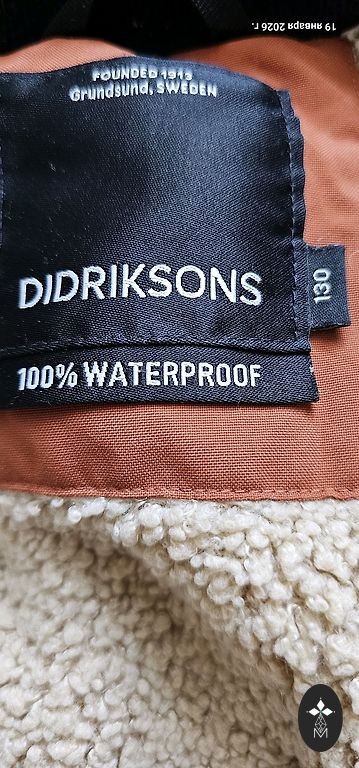 19 января 2026 г.
FOUNDED 1913
Grundsund, SWEDEN
DIDRIKSONS
130
100% WATERPROOF
M